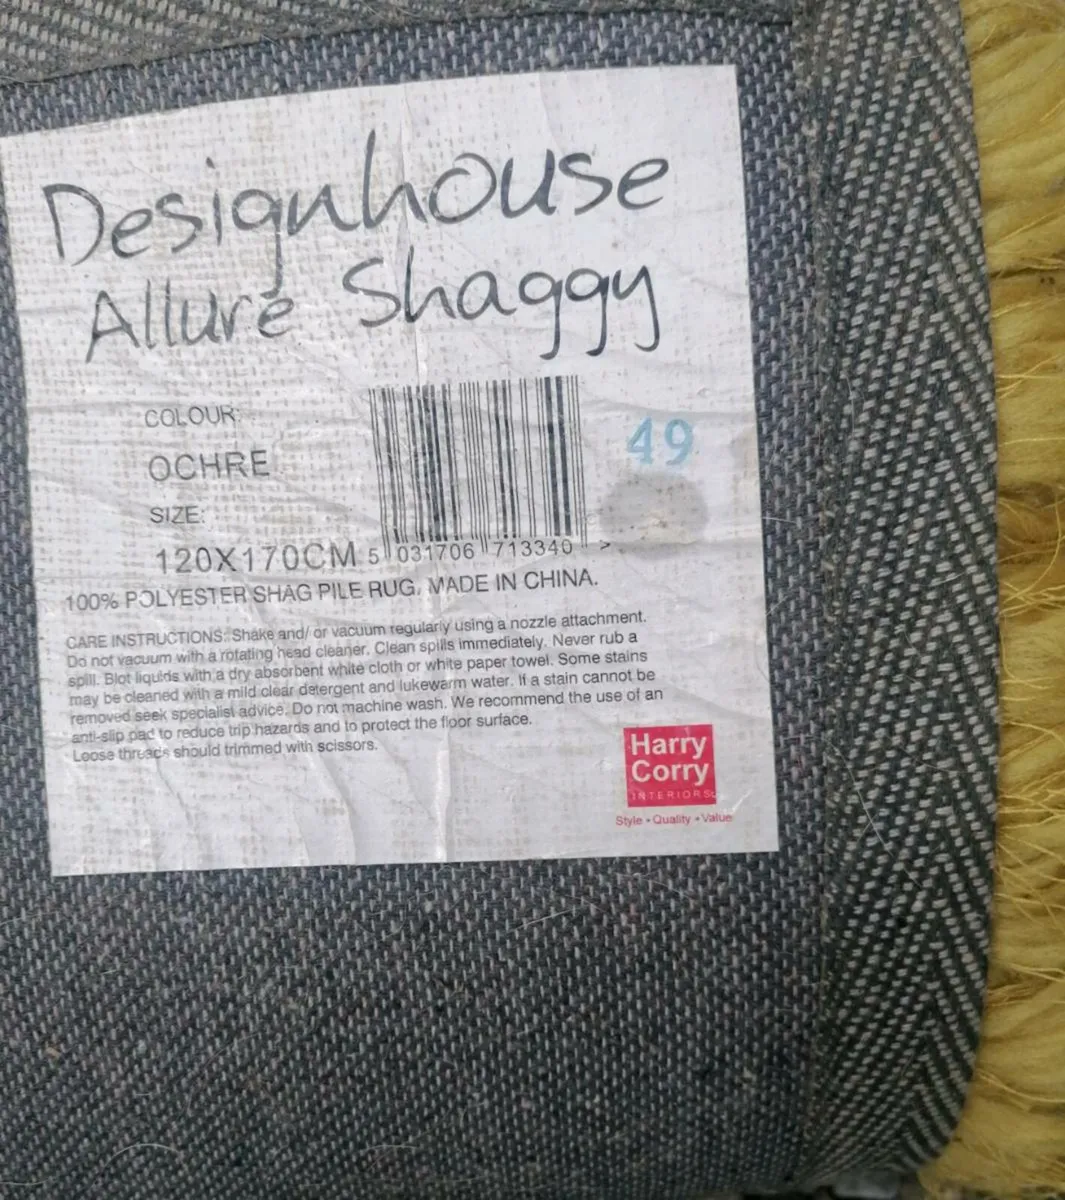 Designhouse
Allure Shaggy
COLOUR:
OCHRE
49
SIZE:
120X170CM
5 031706 713340 >
100% POLYESTER SHAG PILE RUG. MADE IN CHINA.
CARE INSTRUCTIONS: Shake and/ or vacuum regularly using a nozzle attachment.
Do not vacuum with a rotating head cleaner. Clean spills immediately. Never rub a
spill. Blot liquids with a dry absorbent white cloth or white paper towel. Some stains
may be cleaned with a mild clear detergent and lukewarm water. If a stain cannot be
removed seek specialist advice. Do not machine wash. We recommend the use of an
anti-slip pad to reduce trip hazards and to protect the floor surface.
Loose threads should trimmed with scissors.
Harry
Corry
INTERIORS
Style • Quality • Value